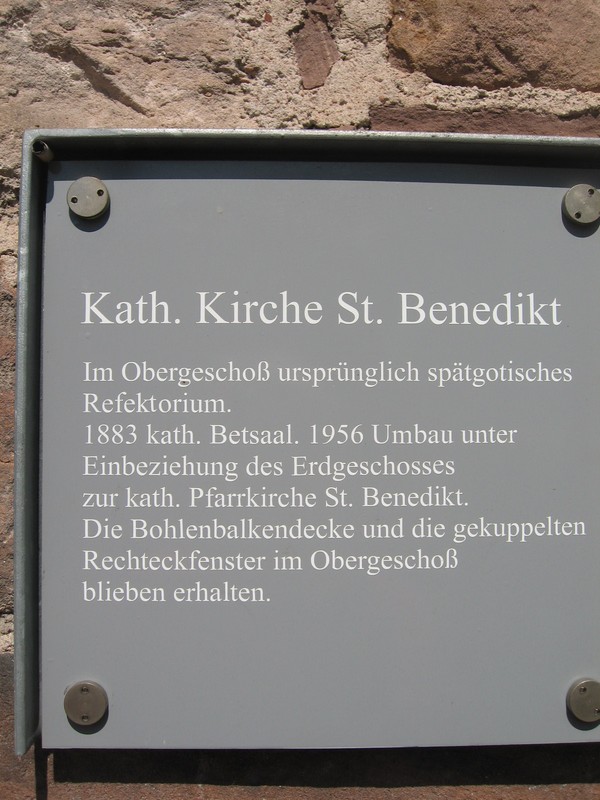 Kath. Kirche St. Benedikt
Im Obergeschoß ursprünglich spätgotisches
Refektorium.
1883 kath. Betsaal. 1956 Umbau unter
Einbeziehung des Erdgeschosses
zur kath. Pfarrkirche St. Benedikt.
Die Bohlenbalkendecke und die gekuppelten
Rechteckfenster im Obergeschoß
blieben erhalten.